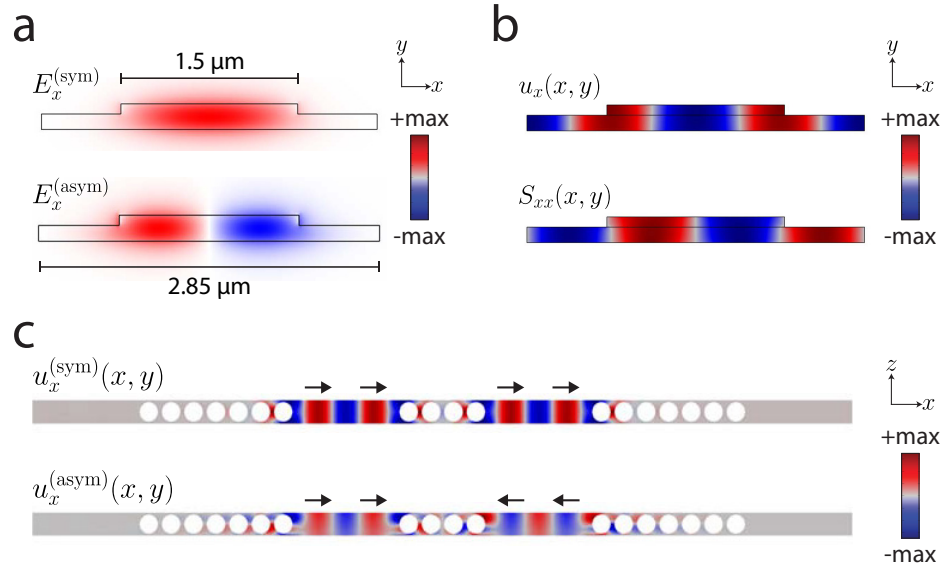 a
E_x^(sym)
1.5 μm
y
x
+max
E_x^(asym)
-max
2.85 μm
b
u_x(x, y)
y
x
+max
S_xx(x, y)
-max
c
u_x^(sym)(x, y)
z
x
+max
u_x^(asym)(x, y)
-max